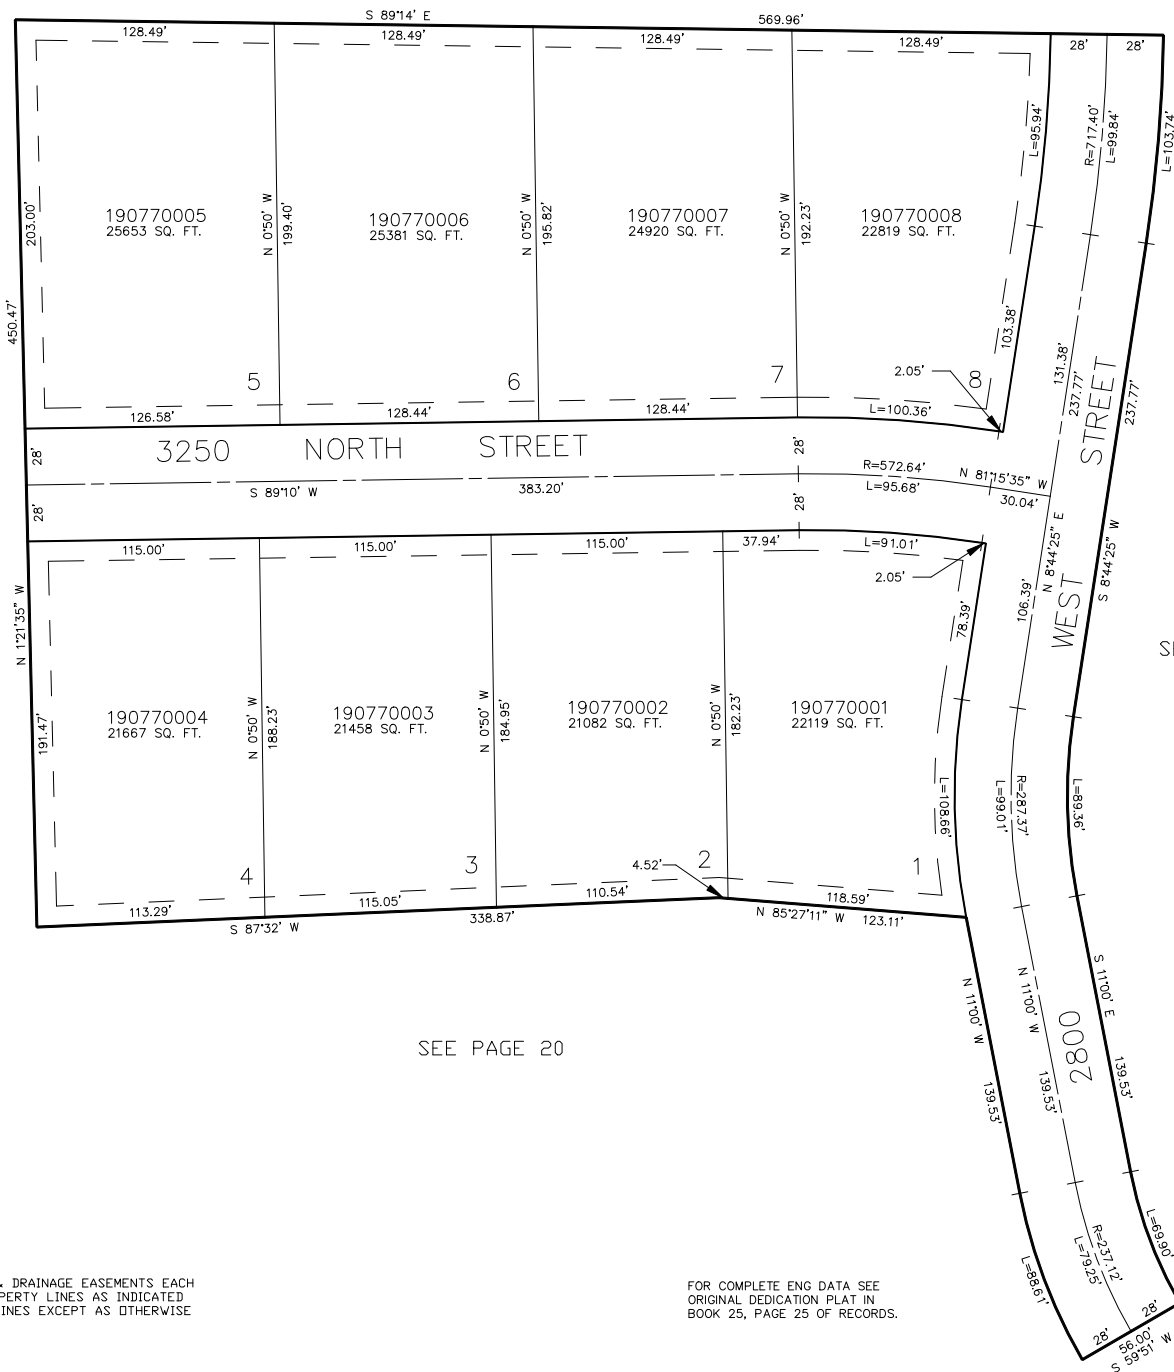 S 89°14' E
569.96'
128.49'
128.49'
128.49'
128.49'
28'
28'
L=95.94'
R=717.40'
L=99.84'
L=103.74'
203.00'
450.47'
190770005
25653 SQ. FT.
N 0°50' W
199.40'
190770006
25381 SQ. FT.
N 0°50' W
195.82'
190770007
24920 SQ. FT.
N 0°50' W
192.23'
190770008
22819 SQ. FT.
103.38'
2.05'
131.38'
237.77'
237.77'
5
6
7
8
126.58'
128.44'
128.44'
L=100.36'
3250 NORTH STREET
28'
28'
28'
28'
S 89°10' W
383.20'
R=572.64'
L=95.68'
N 81°15'35" W
30.04'
STREET
N 8°44'25" E
S 8°44'25" W
115.00'
115.00'
115.00'
37.94'
L=91.01'
2.05'
N 1°21'35" W
106.39'
WEST
78.39'
191.47'
190770004
21667 SQ. FT.
N 0°50' W
188.23'
190770003
21458 SQ. FT.
N 0°50' W
184.95'
190770002
21082 SQ. FT.
N 0°50' W
182.23'
190770001
22119 SQ. FT.
L=108.66'
L=99.01'
R=287.37'
L=89.36'
4
3
2
1
4.52'
113.29'
115.05'
110.54'
118.59'
S 87°32' W
338.87'
N 85°27'11" W
123.11'
N 11°00' W
N 11°00' W
S 11°00' E
2800
139.53'
139.53'
139.53'
SEE PAGE 20
L=88.61'
R=237.12'
L=79.25'
L=69.90'
28'
28'
56.00'
S 59°51' W
& DRAINAGE EASEMENTS EACH
PERTY LINES AS INDICATED
INES EXCEPT AS OTHERWISE
FOR COMPLETE ENG DATA SEE
ORIGINAL DEDICATION PLAT IN
BOOK 25, PAGE 25 OF RECORDS.